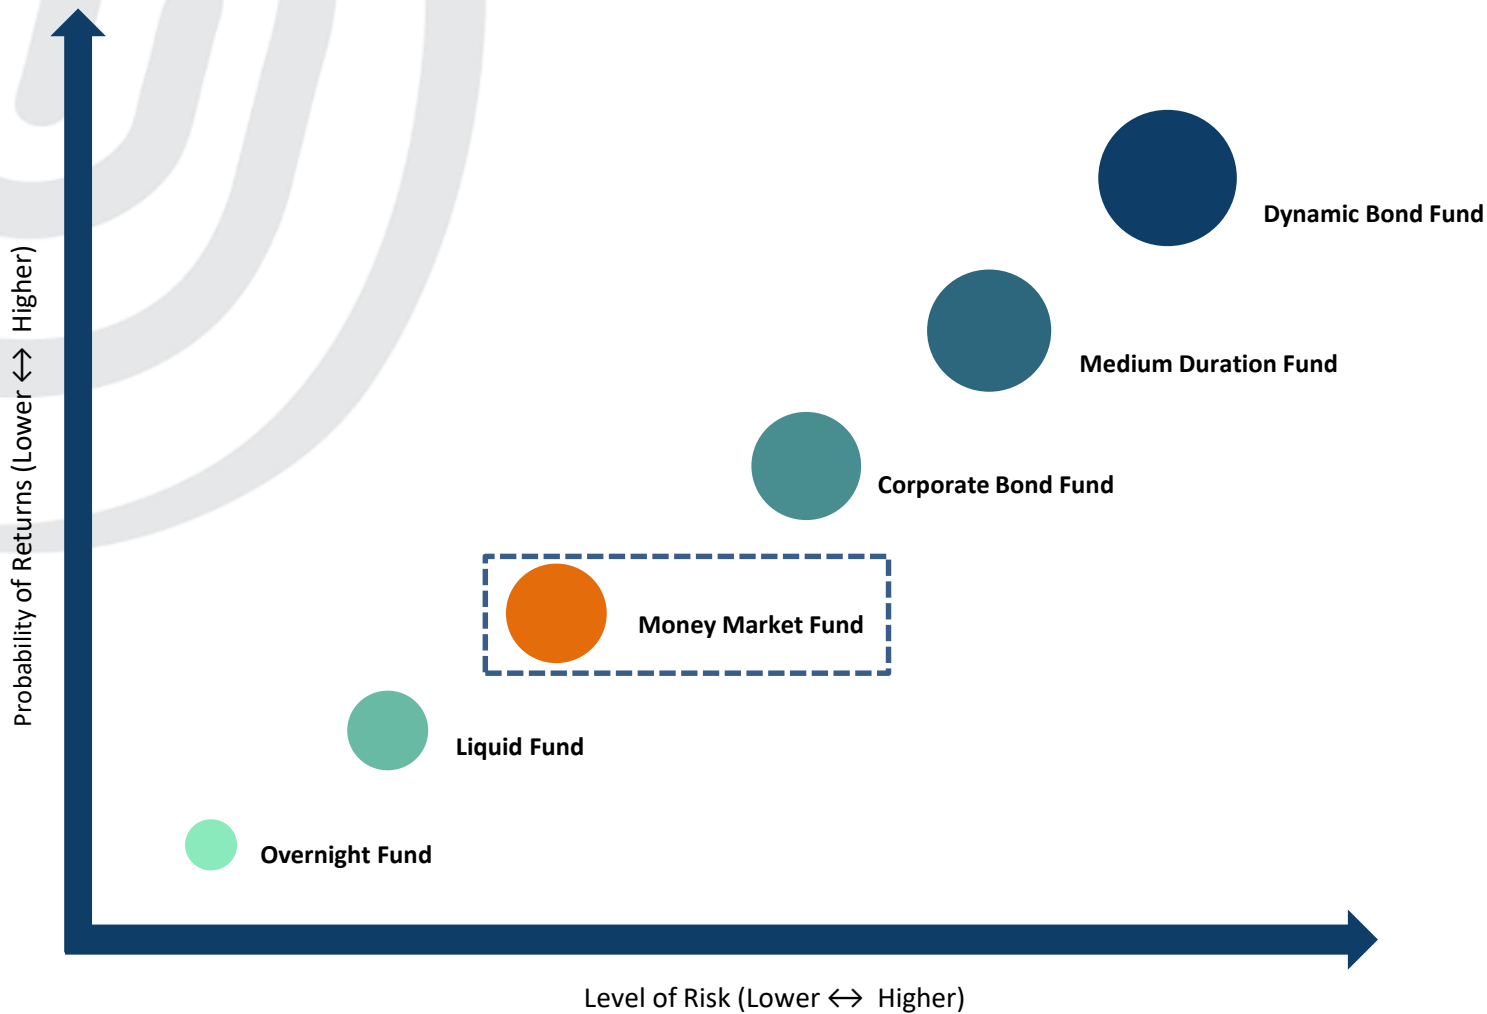 Probability of Returns (Lower ↔ Higher)
Dynamic Bond Fund
Medium Duration Fund
Corporate Bond Fund
Money Market Fund
Liquid Fund
Overnight Fund
Level of Risk (Lower ↔ Higher)